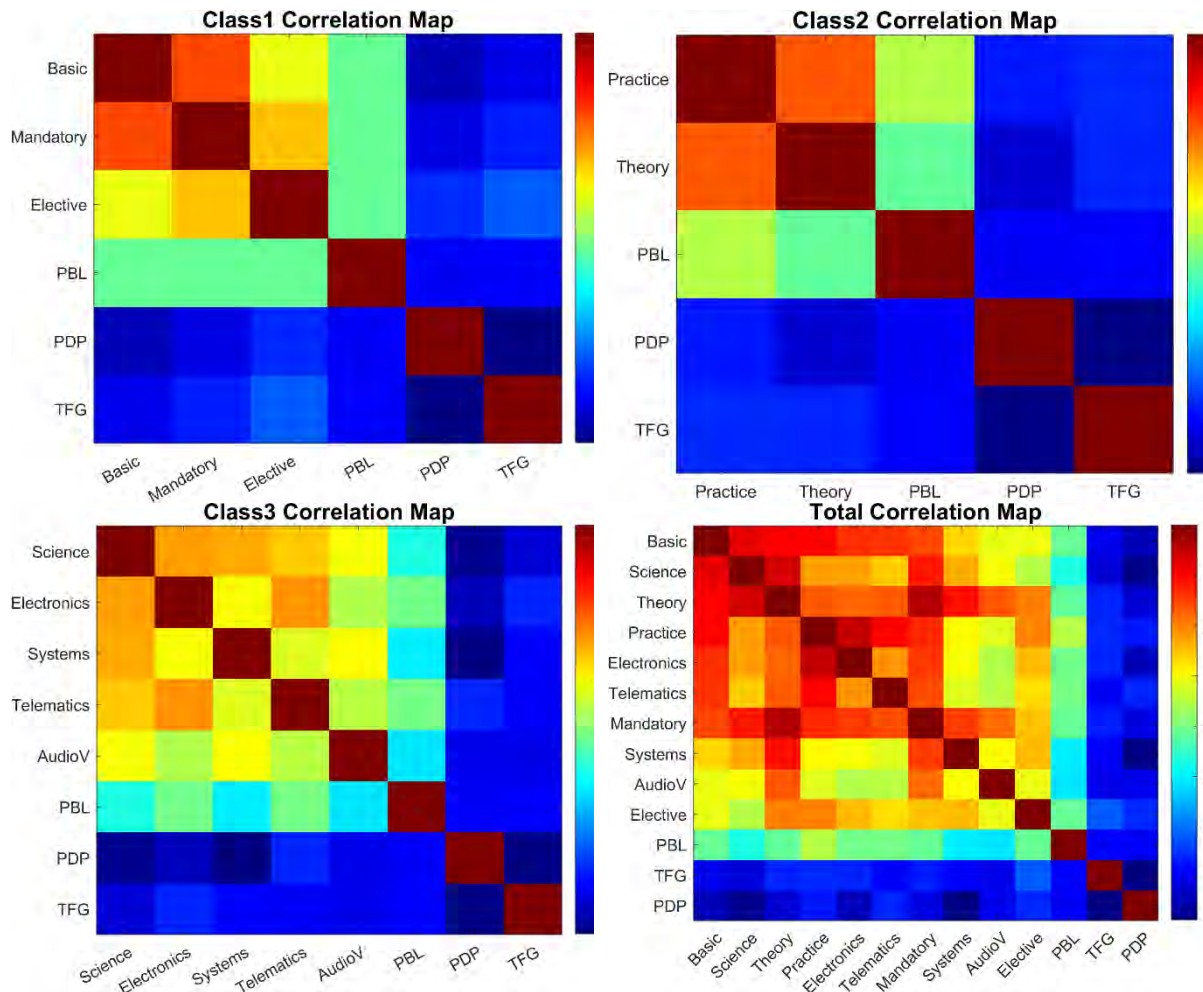 Class1 Correlation Map
Basic
Mandatory
Elective
PBL
PDP
TFG
Basic
Mandatory
Elective
PBL
PDP
TFG
Class2 Correlation Map
Practice
Theory
PBL
PDP
TFG
Practice
Theory
PBL
PDP
TFG
Class3 Correlation Map
Science
Electronics
Systems
Telematics
AudioV
PBL
PDP
TFG
Science
Electronics
Systems
Telematics
AudioV
PBL
PDP
TFG
Total Correlation Map
Basic
Science
Theory
Practice
Electronics
Telematics
Mandatory
Systems
AudioV
Elective
PBL
TFG
PDP
Basic
Science
Theory
Practice
Electronics
Telematics
Mandatory
Systems
AudioV
Elective
PBL
TFG
PDP